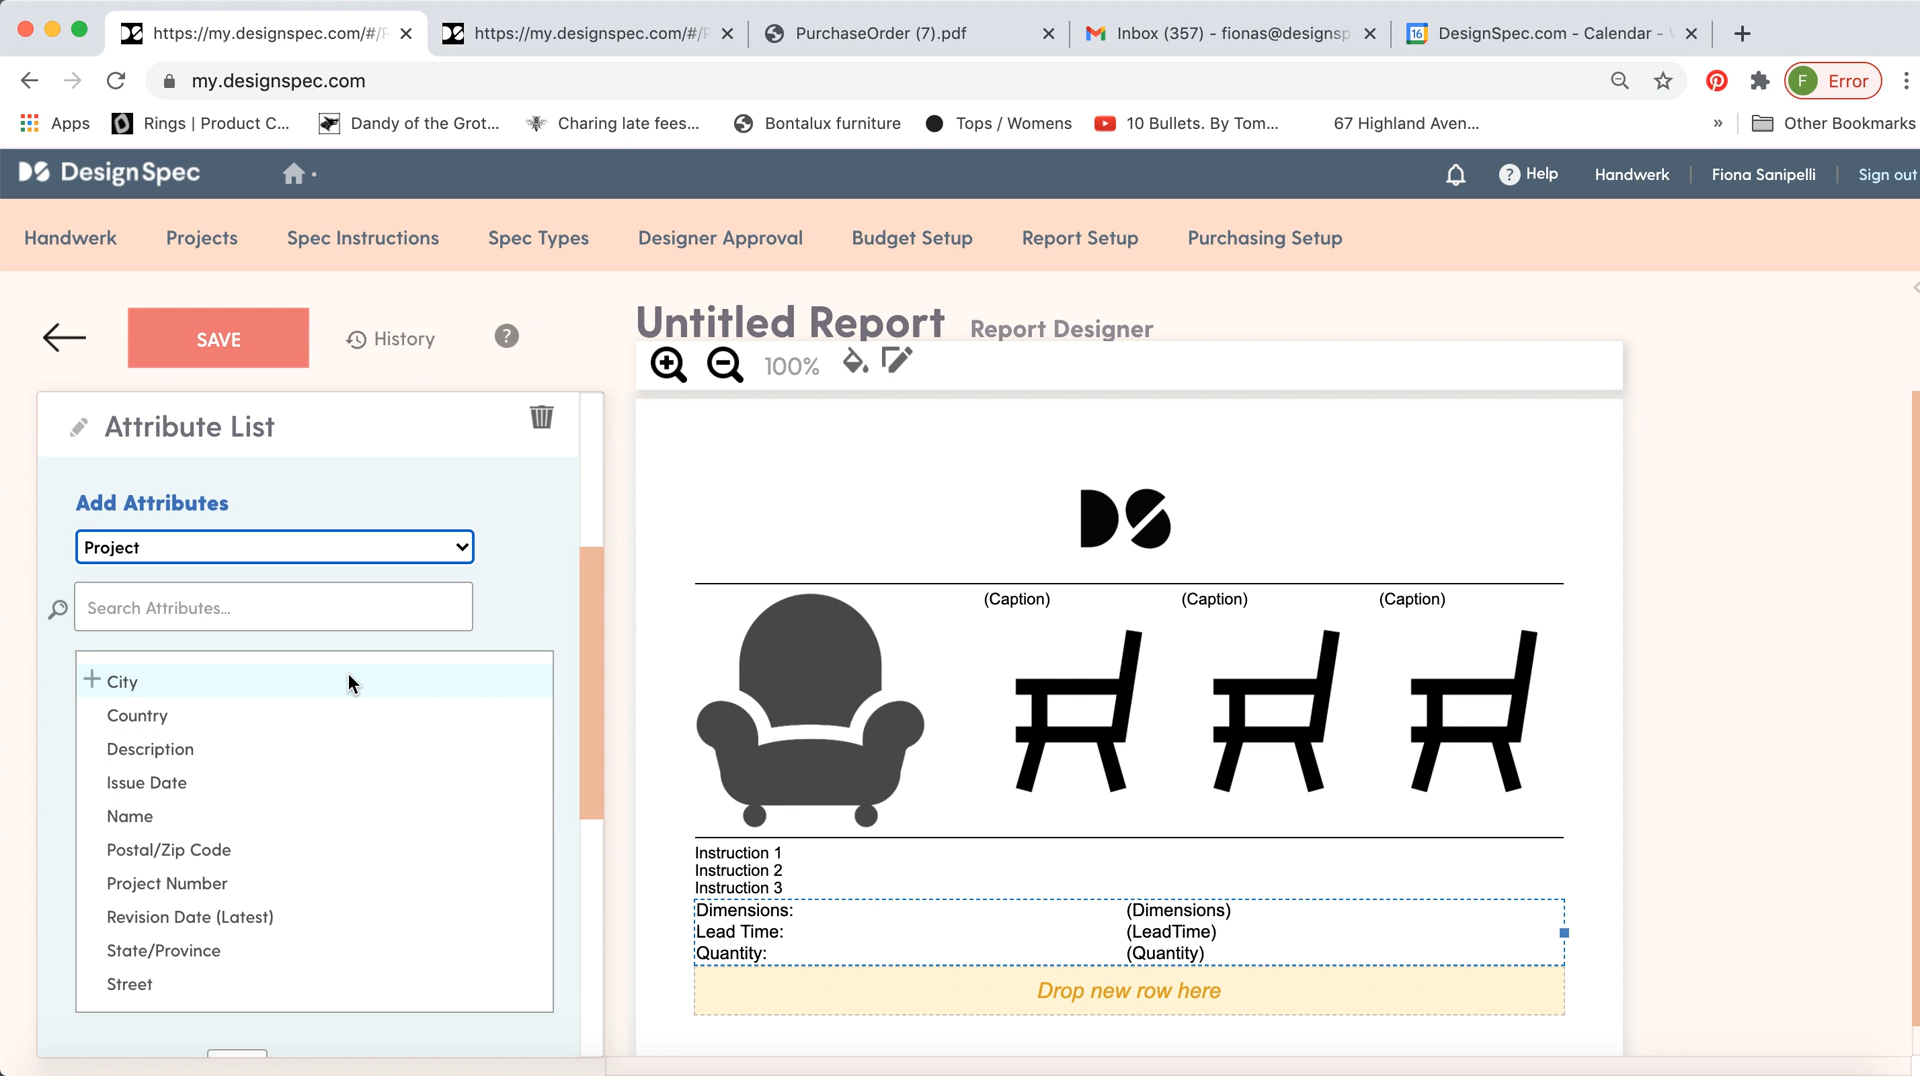 https://my.designspec.com/#/F
https://my.designspec.com/#/F
PurchaseOrder (7).pdf
Inbox (357) - fionas@designsp
16
DesignSpec.com - Calendar -
my.designspec.com
F
Error
Apps
Rings | Product C...
Dandy of the Grot...
Charing late fees...
Bontalux furniture
Tops / Womens
10 Bullets. By Tom...
67 Highland Aven...
»
Other Bookmarks
DS DesignSpec
? Help
Handwerk
Fiona Sanipelli
Sign out
Handwerk
Projects
Spec Instructions
Spec Types
Designer Approval
Budget Setup
Report Setup
Purchasing Setup
SAVE
History
?
Untitled Report
Report Designer
100%
Attribute List
Add Attributes
Project
Search Attributes...
City
Country
Description
Issue Date
Name
Postal/Zip Code
Project Number
Revision Date (Latest)
State/Province
Street
DS
(Caption)
(Caption)
(Caption)
Instruction 1
Instruction 2
Instruction 3
Dimensions: (Dimensions)
Lead Time: (LeadTime)
Quantity: (Quantity)
Drop new row here